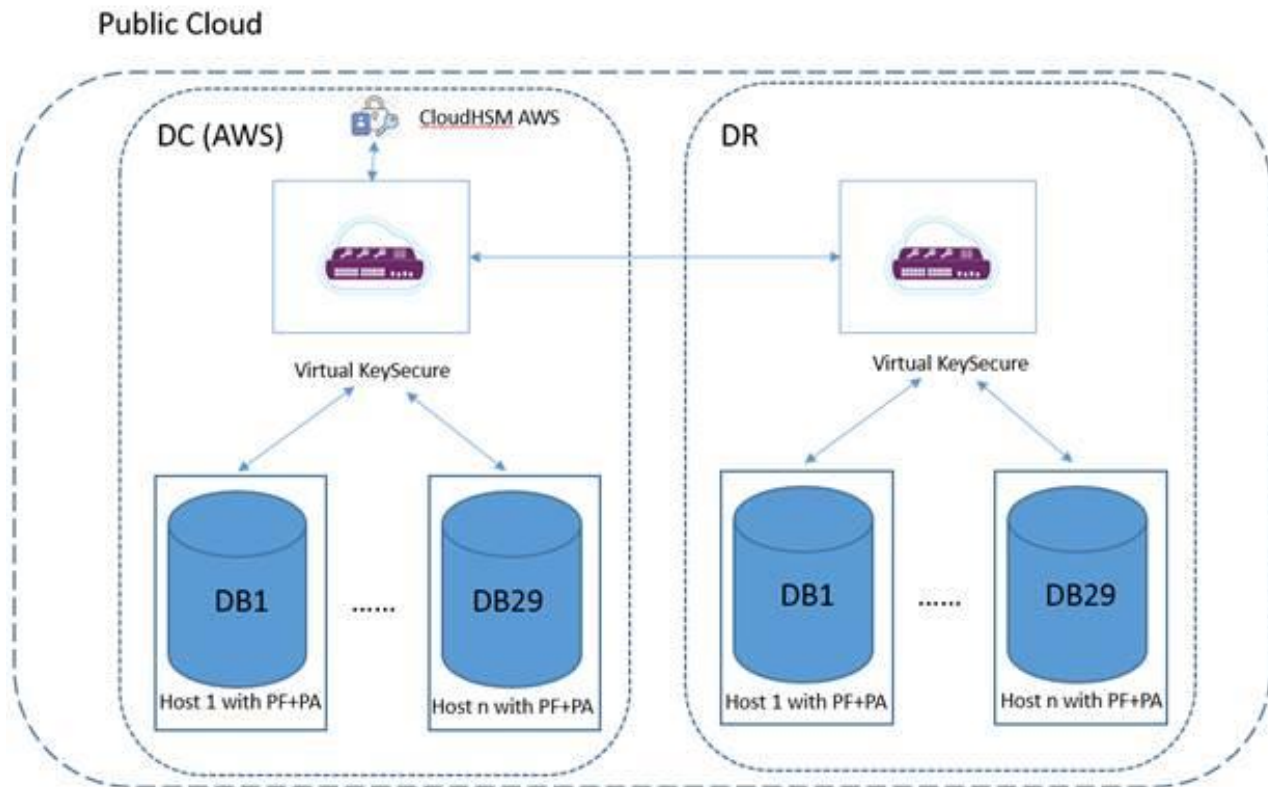 Public Cloud
CloudHSM AWS
DC (AWS)
DR
Virtual KeySecure
Virtual KeySecure
DB1
......
DB29
DB1
......
DB29
Host 1 with PF+PA
Host n with PF+PA
Host 1 with PF+PA
Host n with PF+PA